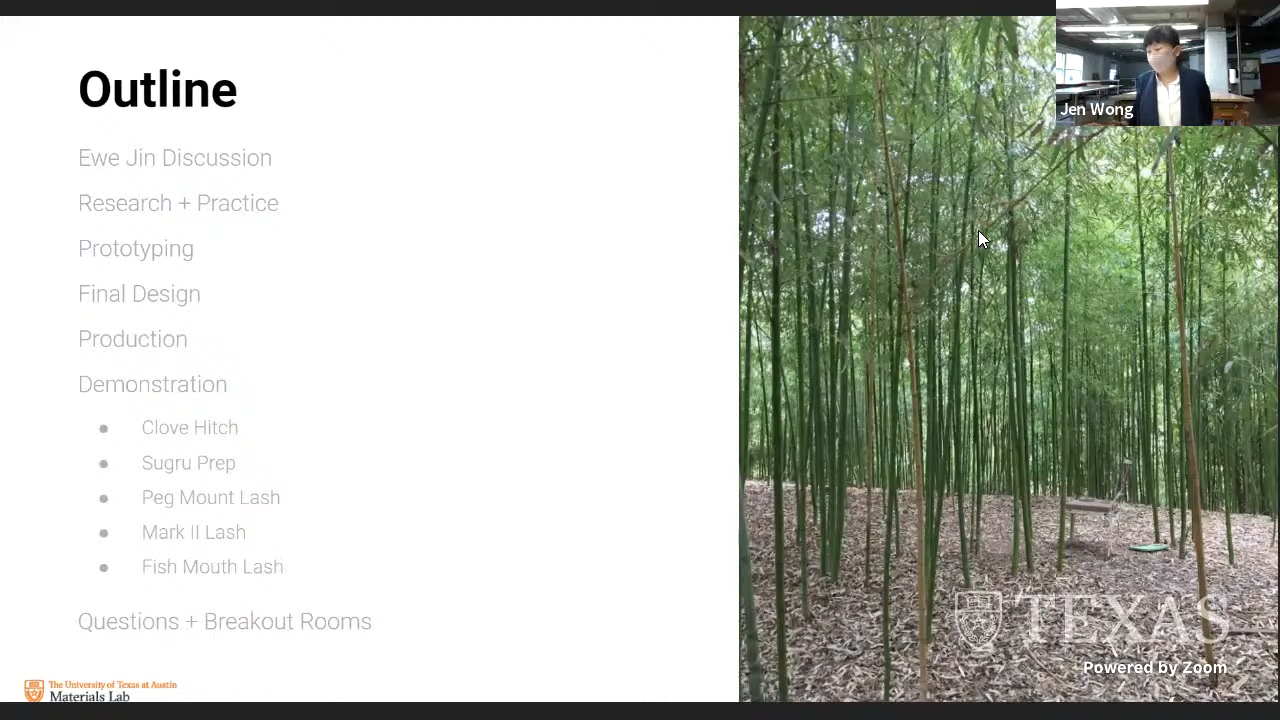 Outline
Ewe Jin Discussion
Research + Practice
Prototyping
Final Design
Production
Demonstration
● Clove Hitch
● Sugru Prep
● Peg Mount Lash
● Mark II Lash
● Fish Mouth Lash
Questions + Breakout Rooms
The University of Texas at Austin
Materials Lab
Jen Wong
TEXAS
Powered by Zoom